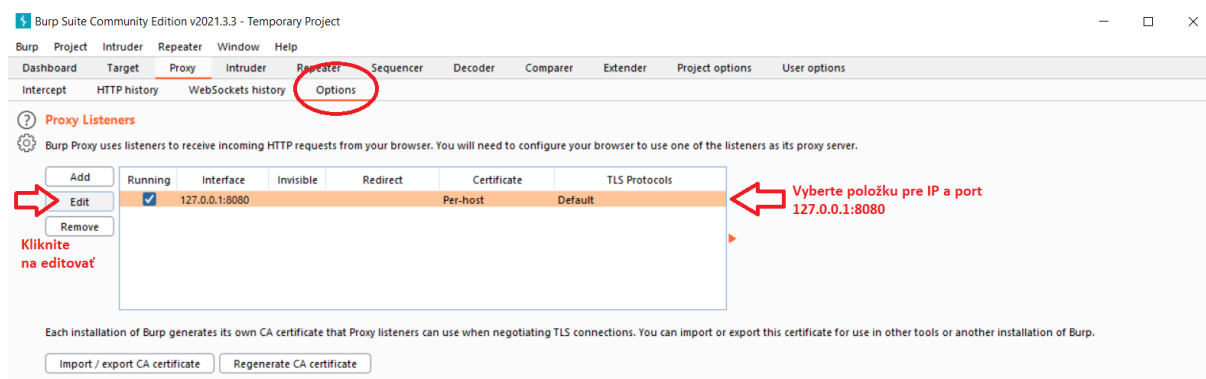 Burp Suite Community Edition v2021.3.3 - Temporary Project
Burp Project Intruder Repeater Window Help
Dashboard Target Proxy Intruder Repeater Sequencer Decoder Comparer Extender Project options User options
Intercept HTTP history WebSockets history Options
Proxy Listeners
Burp Proxy uses listeners to receive incoming HTTP requests from your browser. You will need to configure your browser to use one of the listeners as its proxy server.
Add
Edit
Remove
Kliknite
na editovať
Running Interface Invisible Redirect Certificate TLS Protocols
127.0.0.1:8080 Per-host Default
Vyberte položku pre IP a port
127.0.0.1:8080
Each installation of Burp generates its own CA certificate that Proxy listeners can use when negotiating TLS connections. You can import or export this certificate for use in other tools or another installation of Burp.
Import / export CA certificate Regenerate CA certificate